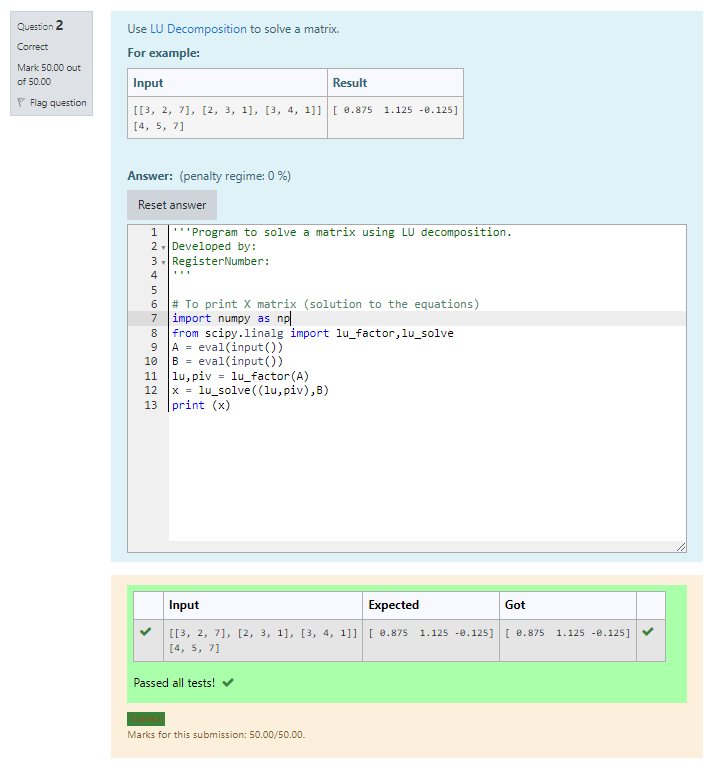 Question 2
Correct
Mark 50.00 out
of 50.00
Flag question
Use LU Decomposition to solve a matrix.
For example:
Input Result
[[3, 2, 7], [2, 3, 1], [3, 4, 1]] [ 0.875  1.125 -0.125]
[4, 5, 7]
Answer: (penalty regime: 0 %)
Reset answer
1 '''Program to solve a matrix using LU decomposition.
2 Developed by:
3 RegisterNumber:
4 '''
5
6 # To print X matrix (solution to the equations)
7 import numpy as np
8 from scipy.linalg import lu_factor,lu_solve
9 A = eval(input())
10 B = eval(input())
11 lu,piv = lu_factor(A)
12 x = lu_solve((lu,piv),B)
13 print (x)
Input Expected Got
[[3, 2, 7], [2, 3, 1], [3, 4, 1]] [ 0.875  1.125 -0.125] [ 0.875  1.125 -0.125]
[4, 5, 7]
Passed all tests!
Correct
Marks for this submission: 50.00/50.00.